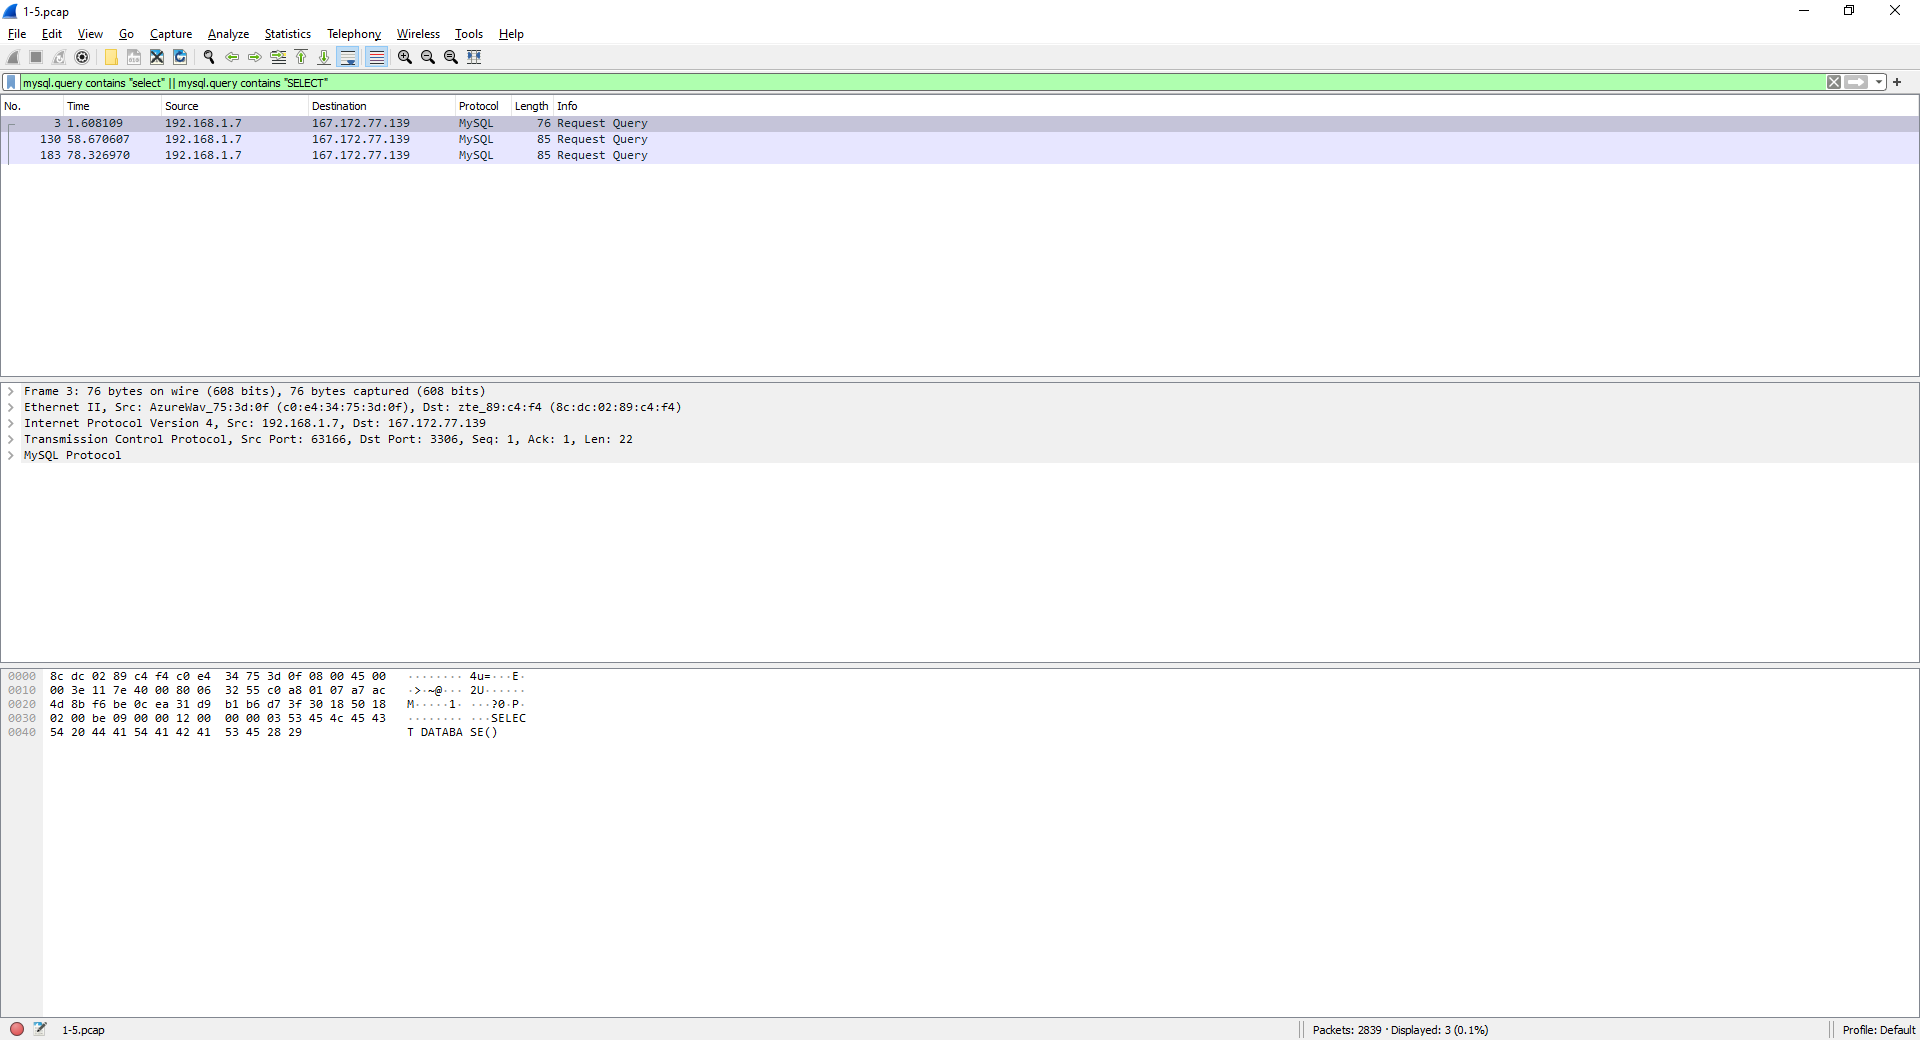 1-5.pcap
File Edit View Go Capture Analyze Statistics Telephony Wireless Tools Help
mysql.query contains "select" || mysql.query contains "SELECT"
No. Time Source Destination Protocol Length Info
3 1.608109 192.168.1.7 167.172.77.139 MySQL 76 Request Query
130 58.670607 192.168.1.7 167.172.77.139 MySQL 85 Request Query
183 78.326970 192.168.1.7 167.172.77.139 MySQL 85 Request Query
Frame 3: 76 bytes on wire (608 bits), 76 bytes captured (608 bits)
Ethernet II, Src: AzureWav_75:3d:0f (c0:e4:34:75:3d:0f), Dst: zte_89:c4:f4 (8c:dc:02:89:c4:f4)
Internet Protocol Version 4, Src: 192.168.1.7, Dst: 167.172.77.139
Transmission Control Protocol, Src Port: 63166, Dst Port: 3306, Seq: 1, Ack: 1, Len: 22
MySQL Protocol
0000 8c dc 02 89 c4 f4 c0 e4 34 75 3d 0f 08 00 45 00 ········ 4u=···E·
0010 00 3e 11 7e 40 00 80 06 32 55 c0 a8 01 07 a7 ac ·>·~@··· 2U······
0020 4d 8b f6 be 0c ea 31 d9 b1 b6 d7 3f 30 18 50 18 M·····1· ···?0·P·
0030 02 00 be 09 00 00 12 00 00 00 03 53 45 4c 45 43 ········ ···SELEC
0040 54 20 44 41 54 41 42 41 53 45 28 29 T DATABA SE()
1-5.pcap Packets: 2839 · Displayed: 3 (0.1%) Profile: Default